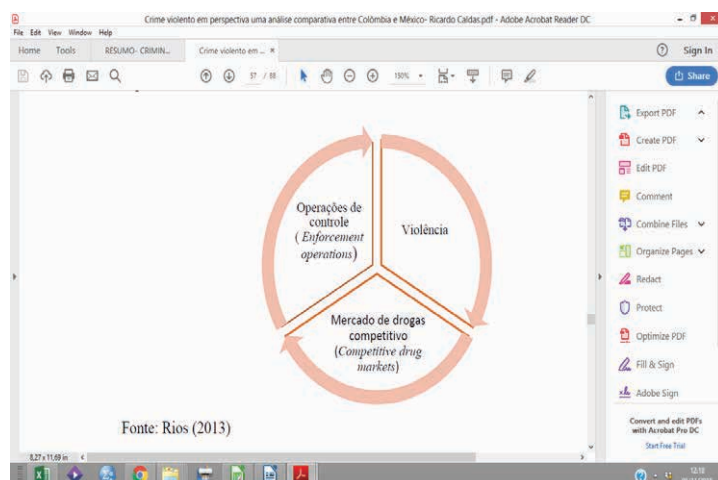 Crime violento em perspectiva uma análise comparativa entre Colômbia e México- Ricardo Caldas.pdf - Adobe Acrobat Reader DC
File Edit View Window Help
Home Tools RESUMO- CRIMIN... Crime violento em ... ×
Sign In
57 / 88
150%
Share
Operações de
controle
( Enforcement
operations)
Violência
Mercado de drogas
competitivo
(Competitive drug
markets)
Fonte: Rios (2013)
8,27 x 11,69 in
Export PDF
Create PDF
Edit PDF
Comment
Combine Files
Organize Pages
Redact
Protect
Optimize PDF
Fill & Sign
Adobe Sign
Convert and edit PDFs
with Acrobat Pro DC
Start Free Trial
12:12